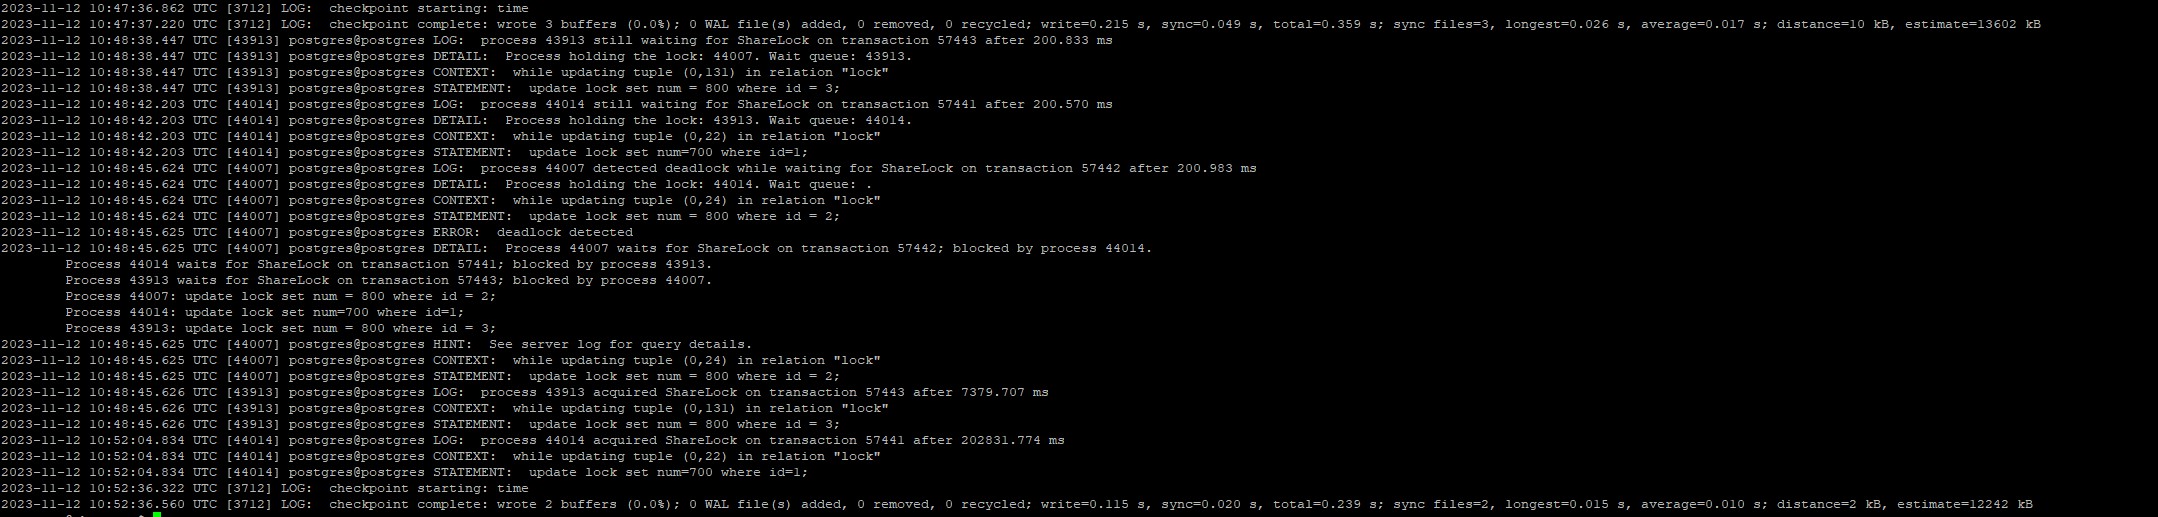 2023-11-12 10:47:36.862 UTC [3712] LOG:  checkpoint starting: time
2023-11-12 10:47:37.220 UTC [3712] LOG:  checkpoint complete: wrote 3 buffers (0.0%); 0 WAL file(s) added, 0 removed, 0 recycled; write=0.215 s, sync=0.049 s, total=0.359 s; sync files=3, longest=0.026 s, average=0.017 s; distance=10 kB, estimate=13602 kB
2023-11-12 10:48:38.447 UTC [43913] postgres@postgres LOG:  process 43913 still waiting for ShareLock on transaction 57443 after 200.833 ms
2023-11-12 10:48:38.447 UTC [43913] postgres@postgres DETAIL:  Process holding the lock: 44007. Wait queue: 43913.
2023-11-12 10:48:38.447 UTC [43913] postgres@postgres CONTEXT:  while updating tuple (0,131) in relation "lock"
2023-11-12 10:48:38.447 UTC [43913] postgres@postgres STATEMENT:  update lock set num = 800 where id = 3;
2023-11-12 10:48:42.203 UTC [44014] postgres@postgres LOG:  process 44014 still waiting for ShareLock on transaction 57441 after 200.570 ms
2023-11-12 10:48:42.203 UTC [44014] postgres@postgres DETAIL:  Process holding the lock: 43913. Wait queue: 44014.
2023-11-12 10:48:42.203 UTC [44014] postgres@postgres CONTEXT:  while updating tuple (0,22) in relation "lock"
2023-11-12 10:48:42.203 UTC [44014] postgres@postgres STATEMENT:  update lock set num=700 where id=1;
2023-11-12 10:48:45.624 UTC [44007] postgres@postgres LOG:  process 44007 detected deadlock while waiting for ShareLock on transaction 57442 after 200.983 ms
2023-11-12 10:48:45.624 UTC [44007] postgres@postgres DETAIL:  Process holding the lock: 44014. Wait queue: .
2023-11-12 10:48:45.624 UTC [44007] postgres@postgres CONTEXT:  while updating tuple (0,24) in relation "lock"
2023-11-12 10:48:45.624 UTC [44007] postgres@postgres STATEMENT:  update lock set num = 800 where id = 2;
2023-11-12 10:48:45.625 UTC [44007] postgres@postgres ERROR:  deadlock detected
2023-11-12 10:48:45.625 UTC [44007] postgres@postgres DETAIL:  Process 44007 waits for ShareLock on transaction 57442; blocked by process 44014.
Process 44014 waits for ShareLock on transaction 57441; blocked by process 43913.
Process 43913 waits for ShareLock on transaction 57443; blocked by process 44007.
Process 44007: update lock set num = 800 where id = 2;
Process 44014: update lock set num=700 where id=1;
Process 43913: update lock set num = 800 where id = 3;
2023-11-12 10:48:45.625 UTC [44007] postgres@postgres HINT:  See server log for query details.
2023-11-12 10:48:45.625 UTC [44007] postgres@postgres CONTEXT:  while updating tuple (0,24) in relation "lock"
2023-11-12 10:48:45.625 UTC [44007] postgres@postgres STATEMENT:  update lock set num = 800 where id = 2;
2023-11-12 10:48:45.626 UTC [43913] postgres@postgres LOG:  process 43913 acquired ShareLock on transaction 57443 after 7379.707 ms
2023-11-12 10:48:45.626 UTC [43913] postgres@postgres CONTEXT:  while updating tuple (0,131) in relation "lock"
2023-11-12 10:48:45.626 UTC [43913] postgres@postgres STATEMENT:  update lock set num = 800 where id = 3;
2023-11-12 10:52:04.834 UTC [44014] postgres@postgres LOG:  process 44014 acquired ShareLock on transaction 57441 after 202831.774 ms
2023-11-12 10:52:04.834 UTC [44014] postgres@postgres CONTEXT:  while updating tuple (0,22) in relation "lock"
2023-11-12 10:52:04.834 UTC [44014] postgres@postgres STATEMENT:  update lock set num=700 where id=1;
2023-11-12 10:52:36.322 UTC [3712] LOG:  checkpoint starting: time
2023-11-12 10:52:36.560 UTC [3712] LOG:  checkpoint complete: wrote 2 buffers (0.0%); 0 WAL file(s) added, 0 removed, 0 recycled; write=0.115 s, sync=0.020 s, total=0.239 s; sync files=2, longest=0.015 s, average=0.010 s; distance=2 kB, estimate=12242 kB